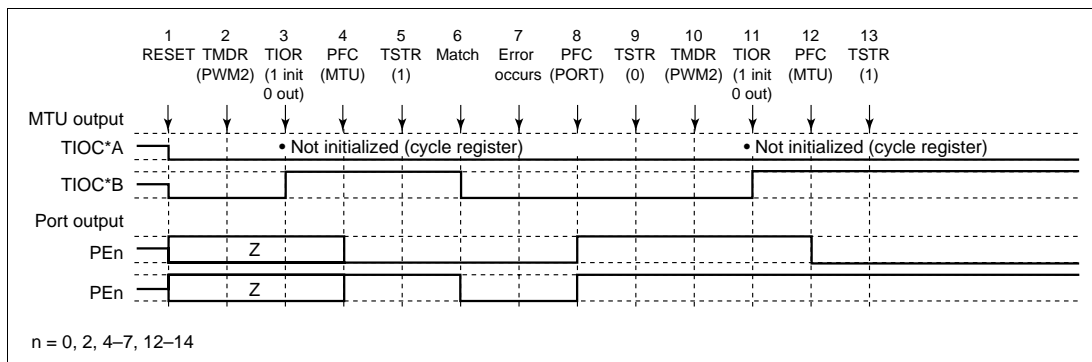 1 2 3 4 5 6 7 8 9 10 11 12 13
RESET TMDR TIOR PFC TSTR Match Error PFC TSTR TMDR TIOR PFC TSTR
(PWM2) (1 init (MTU) (1) occurs (PORT) (0) (PWM2) (1 init (MTU) (1)
0 out) 0 out)
MTU output
TIOC*A • Not initialized (cycle register) • Not initialized (cycle register)
TIOC*B
Port output
PEn Z
PEn Z
n = 0, 2, 4–7, 12–14